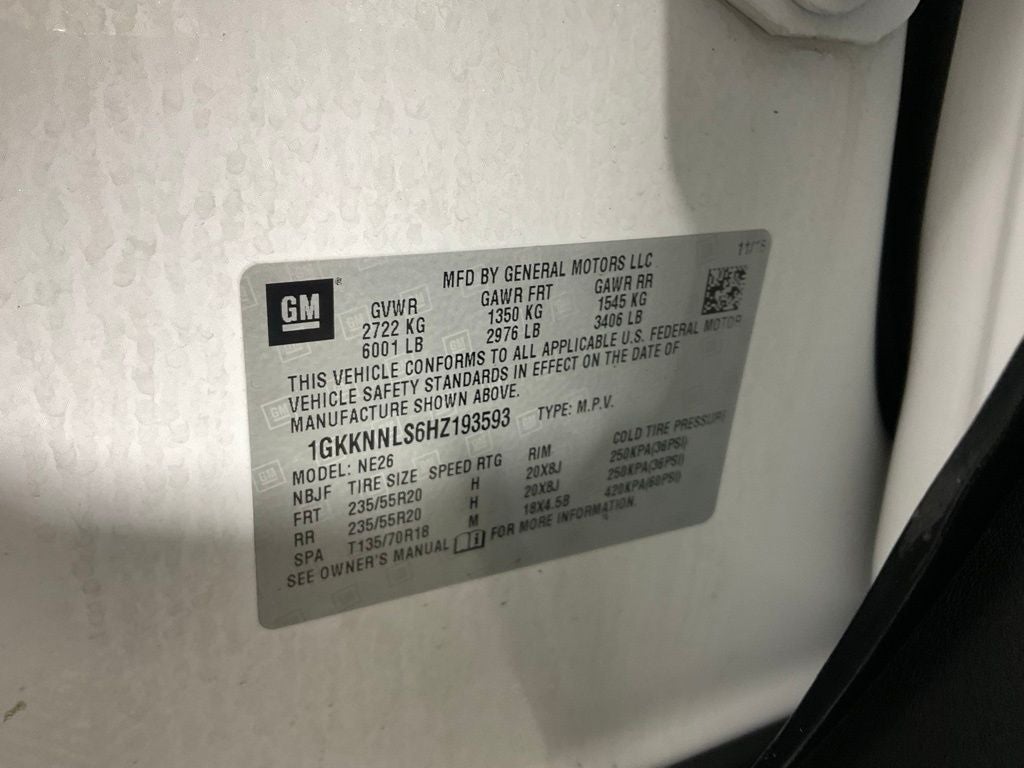 GM ®
MFD BY GENERAL MOTORS LLC
GVWR GAWR FRT GAWR RR
2722 KG 1350 KG 1545 KG
6001 LB 2976 LB 3406 LB
THIS VEHICLE CONFORMS TO ALL APPLICABLE U.S. FEDERAL MOTOR
VEHICLE SAFETY STANDARDS IN EFFECT ON THE DATE OF
MANUFACTURE SHOWN ABOVE.
1GKKNNLS6HZ193593 TYPE: M.P.V.
MODEL: NE26
NBJF TIRE SIZE SPEED RTG RIM COLD TIRE PRESSURE
FRT 235/55R20 H 20X8J 250KPA(36PSI)
RR 235/55R20 H 20X8J 250KPA(36PSI)
SPA T135/70R18 M 18X4.5B 420KPA(60PSI)
SEE OWNER'S MANUAL FOR MORE INFORMATION.